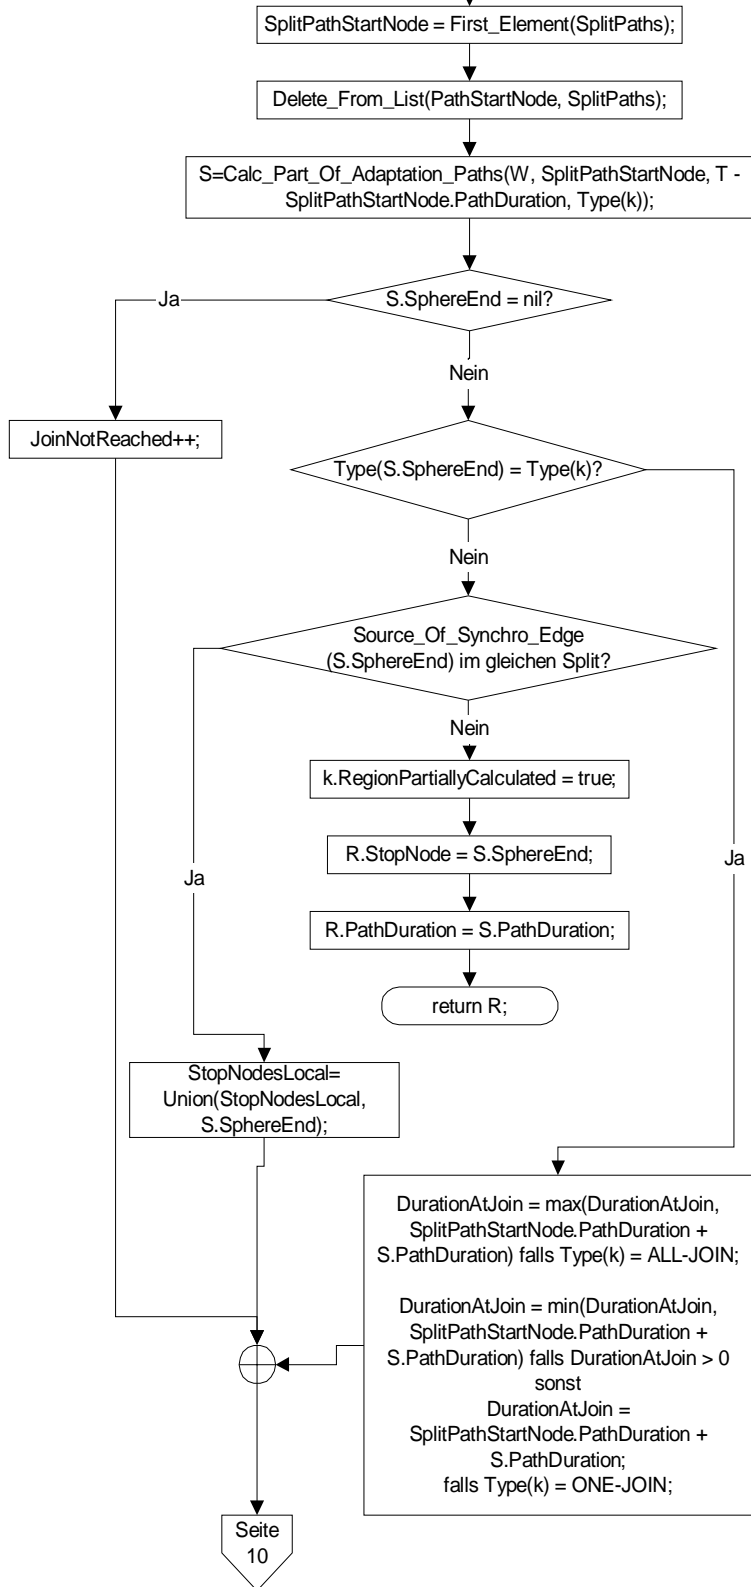 SplitPathStartNode = First_Element(SplitPaths);
Delete_From_List(PathStartNode, SplitPaths);
S=Calc_Part_Of_Adaptation_Paths(W, SplitPathStartNode, T -
SplitPathStartNode.PathDuration, Type(k));
Ja
S.SphereEnd = nil?
Nein
JoinNotReached++;
Type(S.SphereEnd) = Type(k)?
Nein
Source_Of_Synchro_Edge
(S.SphereEnd) im gleichen Split?
Nein
k.RegionPartiallyCalculated = true;
R.StopNode = S.SphereEnd;
Ja
Ja
R.PathDuration = S.PathDuration;
return R;
StopNodesLocal=
Union(StopNodesLocal,
S.SphereEnd);
DurationAtJoin = max(DurationAtJoin,
SplitPathStartNode.PathDuration +
S.PathDuration) falls Type(k) = ALL-JOIN;
DurationAtJoin = min(DurationAtJoin,
SplitPathStartNode.PathDuration +
S.PathDuration) falls DurationAtJoin > 0
sonst
DurationAtJoin =
SplitPathStartNode.PathDuration +
S.PathDuration;
falls Type(k) = ONE-JOIN;
Seite
10